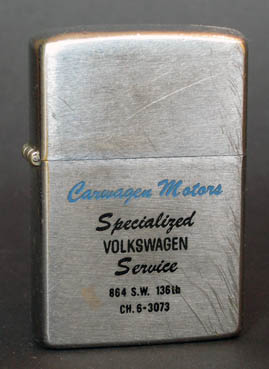 Carwagen Motors
Specialized
VOLKSWAGEN
Service
864 S.W. 136th
CH. 6-3073